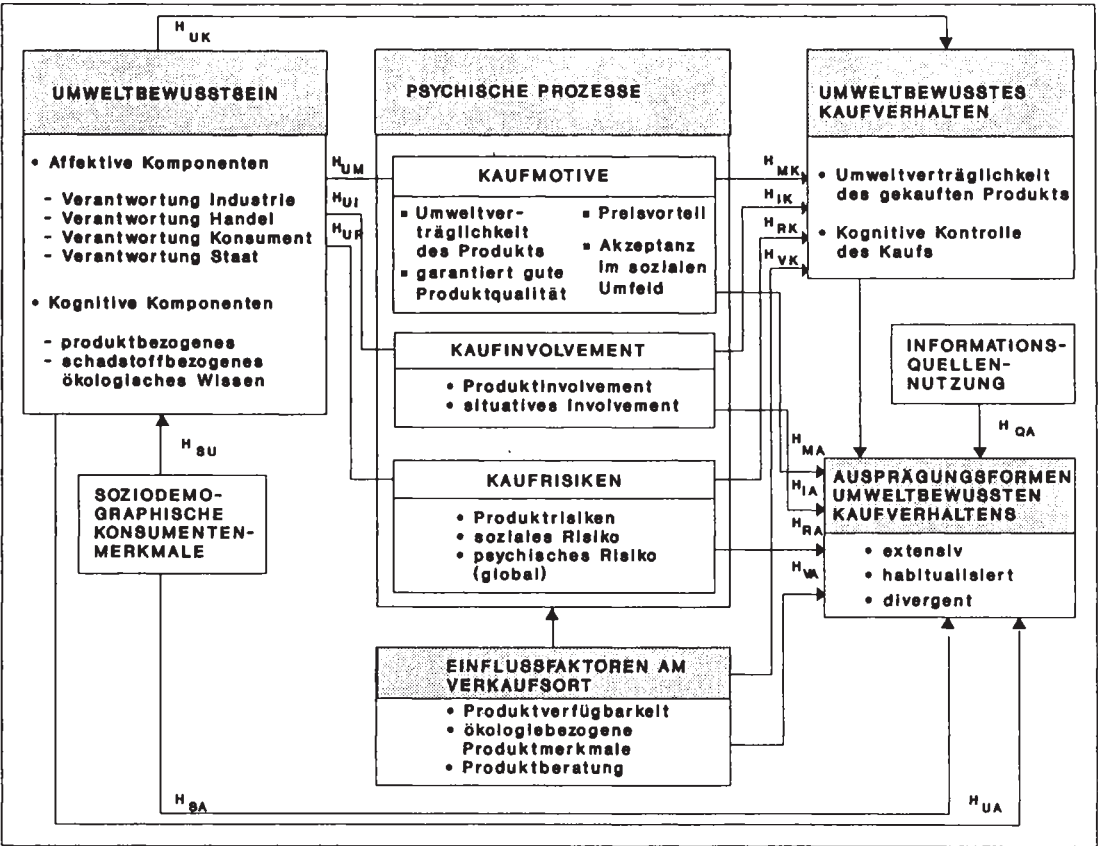 H UK
UMWELTBEWUSSTSEIN
• Affektive Komponenten
- Verantwortung Industrie
- Verantwortung Handel
- Verantwortung Konsument
- Verantwortung Staat
• Kognitive Komponenten
- produktbezogenes
- schadstoffbezogenes
ökologisches Wissen
H SU
SOZIODEMO-
GRAPHISCHE
KONSUMENTEN-
MERKMALE
H SA
H UM
H UI
H UR
PSYCHISCHE PROZESSE
KAUFMOTIVE
▪ Umweltver-
träglichkeit
des Produkts
▪ garantiert gute
Produktqualität
▪ Preisvorteil
▪ Akzeptanz
im sozialen
Umfeld
KAUFINVOLVEMENT
• Produktinvolvement
• situatives Involvement
KAUFRISIKEN
• Produktrisiken
• soziales Risiko
• psychisches Risiko
(global)
EINFLUSSFAKTOREN AM
VERKAUFSORT
• Produktverfügbarkeit
• ökologiebezogene
Produktmerkmale
• Produktberatung
H MK
H IK
H RK
H VK
UMWELTBEWUSSTES
KAUFVERHALTEN
• Umweltverträglichkeit
des gekauften Produkts
• Kognitive Kontrolle
des Kaufs
INFORMATIONS-
QUELLEN-
NUTZUNG
H QA
H MA
H IA
H RA
H VA
AUSPRÄGUNGSFORMEN
UMWELTBEWUSSTEN
KAUFVERHALTENS
• extensiv
• habitualisiert
• divergent
H UA